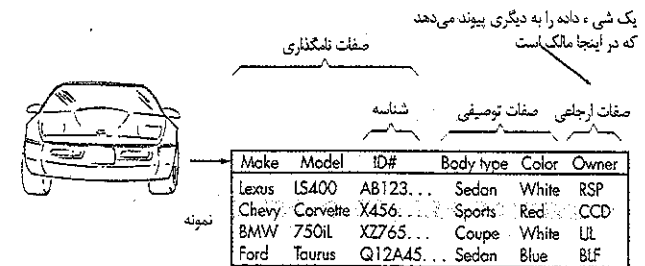 یک شی ء داده را به دیگری پیوند می‌دهد
که در اینجا مالک است
صفات نامگذاری
شناسه صفات توصیفی صفات ارجاعی
Make Model ID# Body type Color Owner
Lexus LS400 AB123... Sedan White RSP
Chevy Corvette X456... Sports Red CCD
BMW 750iL XZ765... Coupe White LJL
Ford Taurus Q12A45... Sedan Blue BLF
نمونه